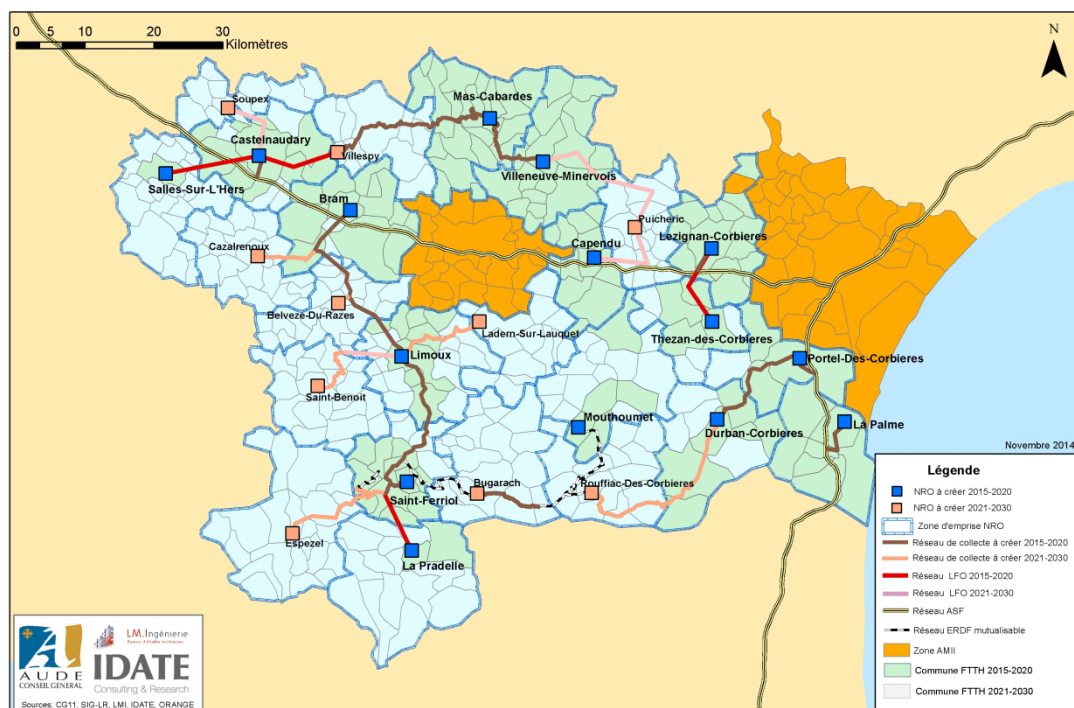 0 10 20 30
Kilomètres
N
Soupex
Mas-Cabardes
Castelnaudary
Villespy
Salles-Sur-L'Hers
Villeneuve-Minervois
Bram
Puicheric
Lezignan-Corbieres
Cazalrenoux
Capendu
Belveze-Du-Razes
Ladern-Sur-Lauquet
Thezan-des-Corbieres
Limoux
Portel-Des-Corbieres
Saint-Benoit
Mouthoumet
Durban-Corbieres
La Palme
Novembre 2014
Bugarach
Rouffiac-Des-Corbieres
Saint-Ferriol
Espezel
La Pradelle
Légende
NRO à créer 2015-2020
NRO à créer 2021-2030
Zone d'emprise NRO
Réseau de collecte à créer 2015-2020
Réseau de collecte à créer 2021-2030
Réseau LFO 2015-2020
Réseau LFO 2021-2030
Réseau ASF
Réseau ERDF mutualisable
Zone AMII
Commune FTTH 2015-2020
Commune FTTH 2021-2030
AUDE
CONSEIL GENERAL
LM.Ingénierie
Bureau d'études techniques
IDATE
Consulting & Research
Sources: CG11, SIG-LR, LMI, IDATE, ORANGE